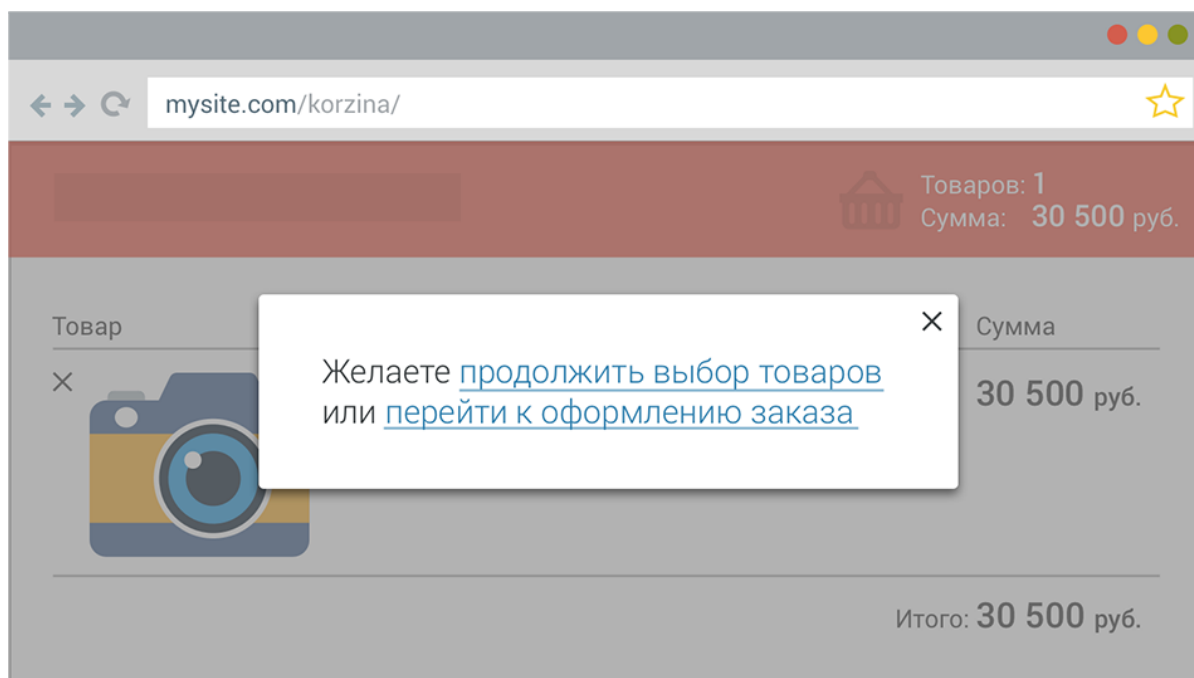 mysite.com/korzina/
Товаров: 1
Сумма: 30 500 руб.
Товар
Сумма
Желаете продолжить выбор товаров
или перейти к оформлению заказа
30 500 руб.
Итого: 30 500 руб.